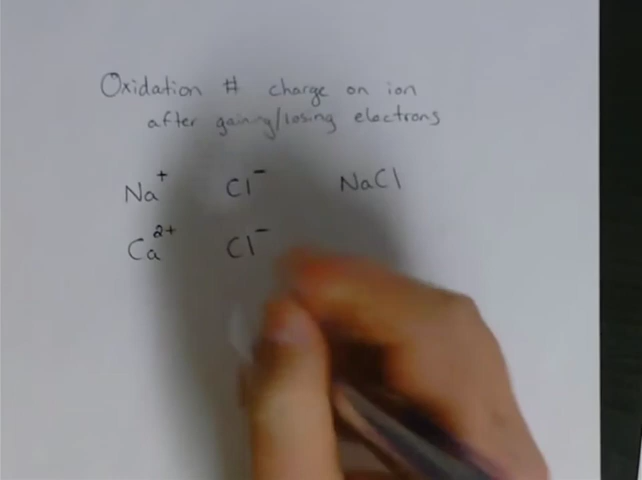 Oxidation # charge on ion
after gaining/losing electrons
Na⁺ Cl⁻ NaCl
Ca²⁺ Cl⁻